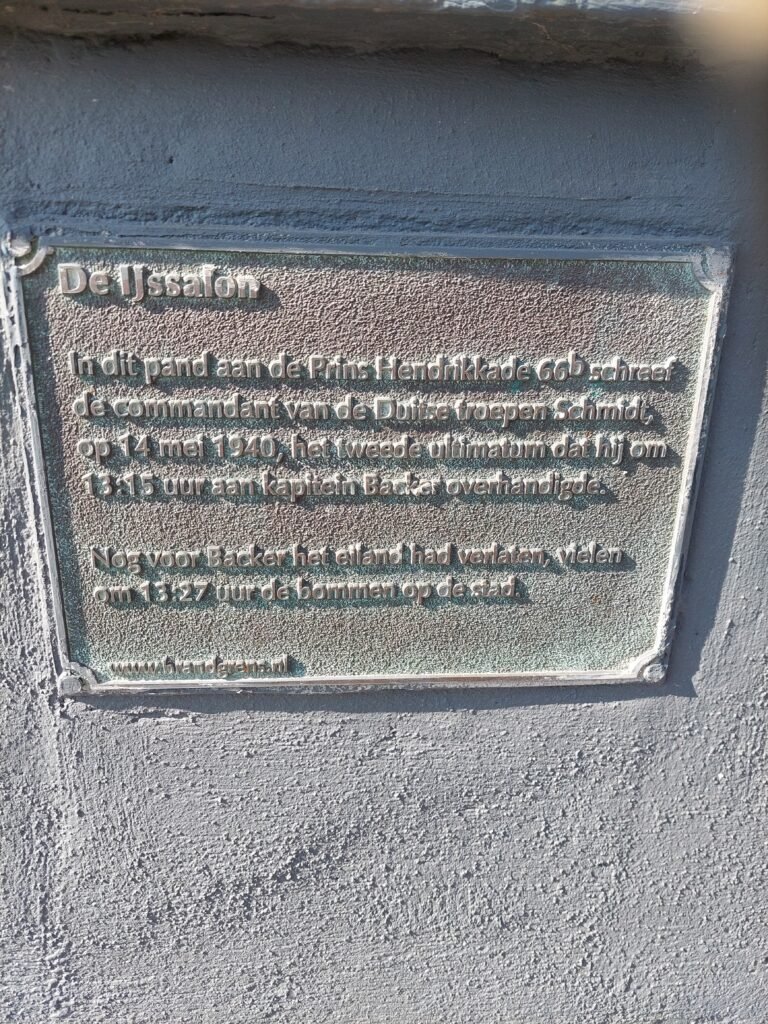 De IJssalon
In dit pand aan de Prins Hendrikkade 66b schreef
de commandant van de Duitse troepen Schmidt,
op 14 mei 1940, het tweede ultimatum dat hij om
13:15 uur aan kapitein Backer overhandigde.
Nog voor Backer het eiland had verlaten, vielen
om 13:27 uur de bommen op de stad.
www.brandgrens.nl